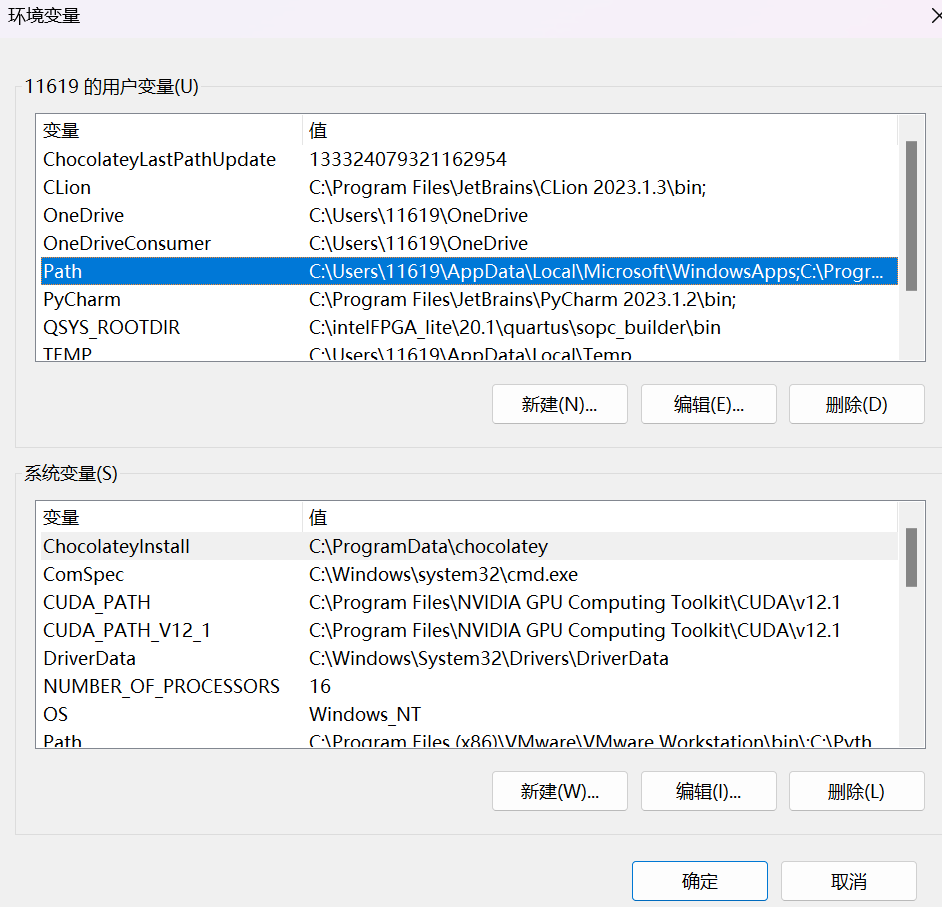 环境变量
11619 的用户变量(U)
变量 值
ChocolateyLastPathUpdate 133324079321162954
CLion C:\Program Files\JetBrains\CLion 2023.1.3\bin;
OneDrive C:\Users\11619\OneDrive
OneDriveConsumer C:\Users\11619\OneDrive
Path C:\Users\11619\AppData\Local\Microsoft\WindowsApps;C:\Progr...
PyCharm C:\Program Files\JetBrains\PyCharm 2023.1.2\bin;
QSYS_ROOTDIR C:\intelFPGA_lite\20.1\quartus\sopc_builder\bin
TEMP C:\Users\11619\AppData\Local\Temp
新建(N)... 编辑(E)... 删除(D)
系统变量(S)
变量 值
ChocolateyInstall C:\ProgramData\chocolatey
ComSpec C:\Windows\system32\cmd.exe
CUDA_PATH C:\Program Files\NVIDIA GPU Computing Toolkit\CUDA\v12.1
CUDA_PATH_V12_1 C:\Program Files\NVIDIA GPU Computing Toolkit\CUDA\v12.1
DriverData C:\Windows\System32\Drivers\DriverData
NUMBER_OF_PROCESSORS 16
OS Windows_NT
Path C:\Program Files (x86)\VMware\VMware Workstation\bin\;C:\Pyth
新建(W)... 编辑(I)... 删除(L)
确定 取消